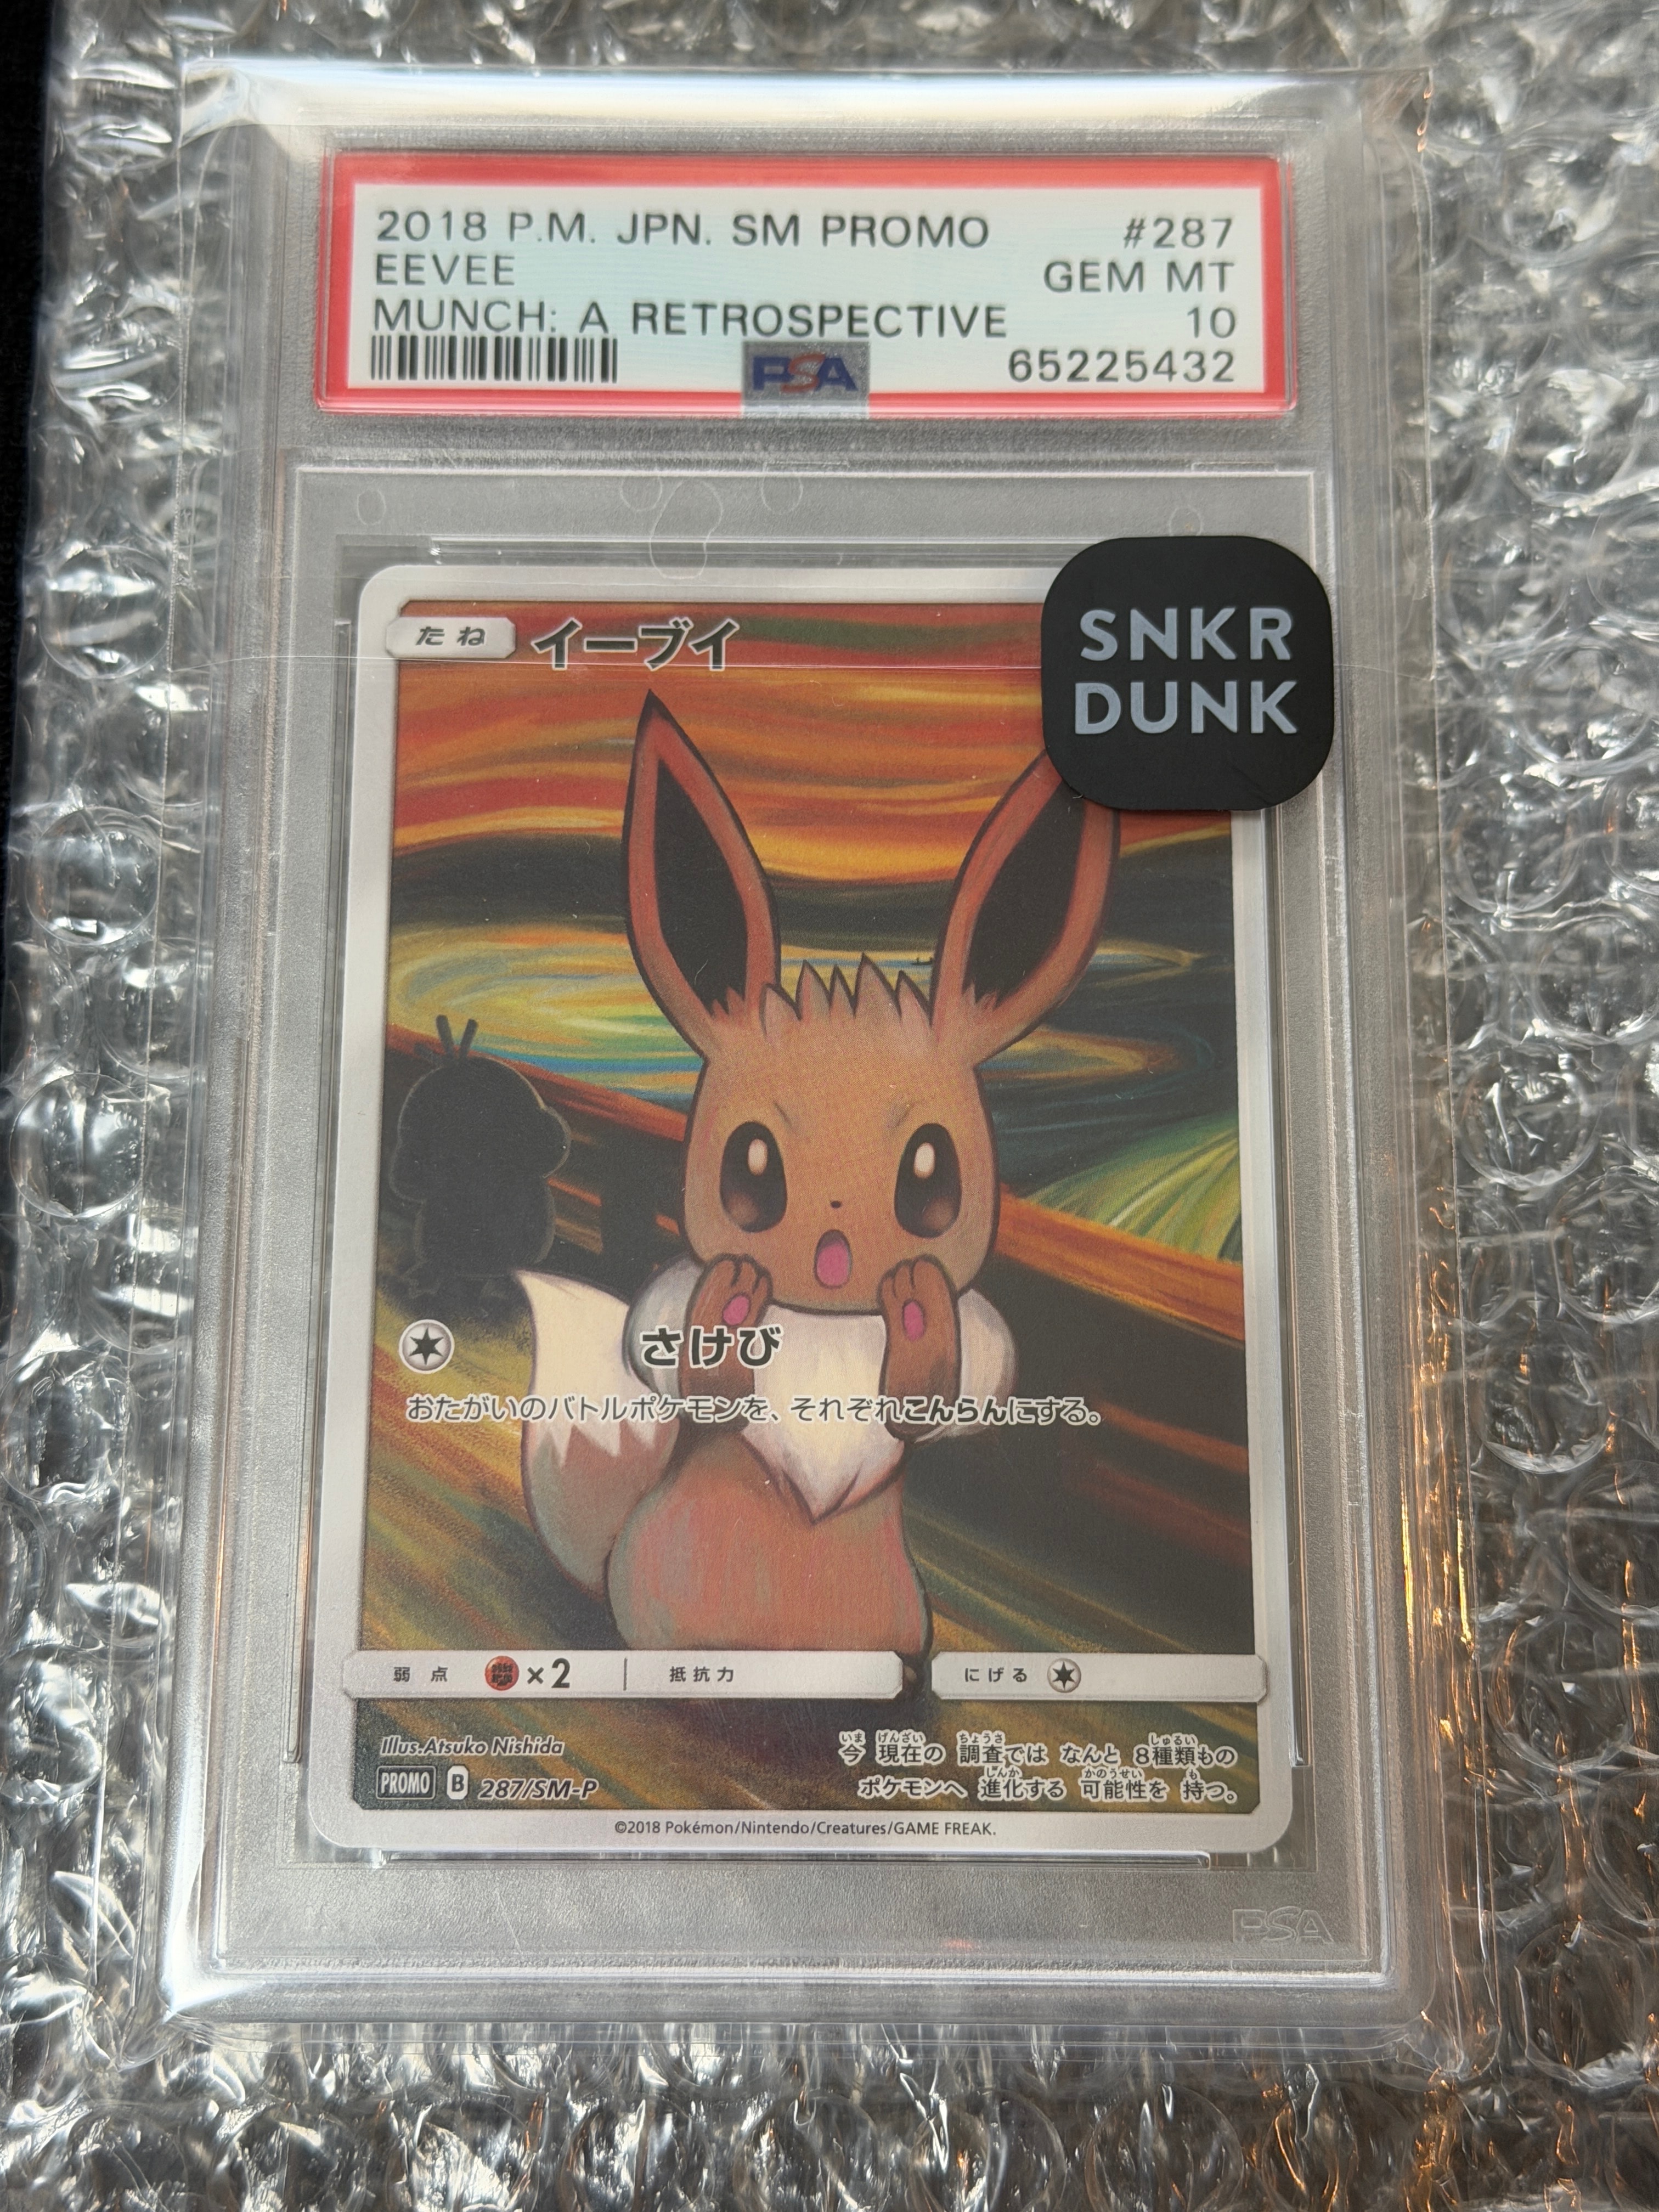 2018 P.M. JPN. SM PROMO #287
EEVEE GEM MT
MUNCH: A RETROSPECTIVE 10
PSA 65225432
SNKR
DUNK
たね イーブイ
さけび
おたがいのバトルポケモンを、それぞれこんらんにする。
弱点 ×2 抵抗力 にげる
Illus.Atsuko Nishida
PROMO B 287/SM-P
今 現在の 調査では なんと 8種類もの
ポケモンへ 進化する 可能性を 持つ。
©2018 Pokémon/Nintendo/Creatures/GAME FREAK.
PSA